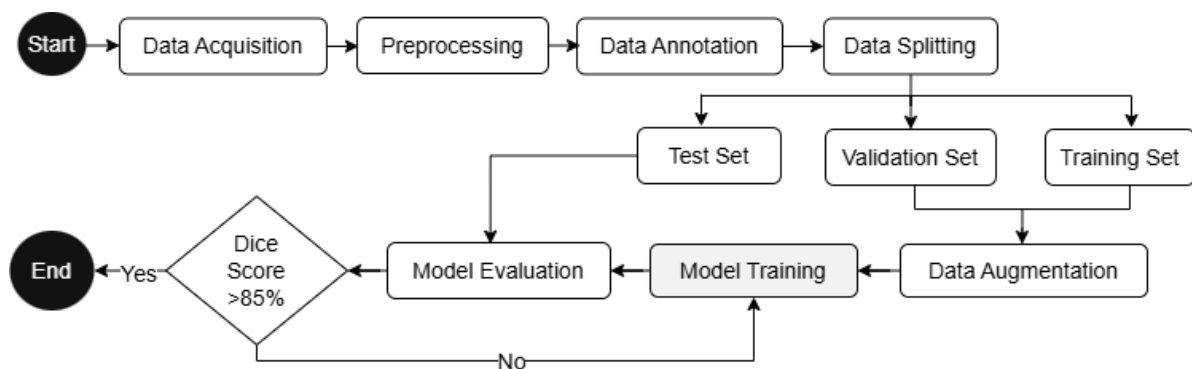 Start
Data Acquisition
Preprocessing
Data Annotation
Data Splitting
Test Set
Validation Set
Training Set
End
Yes
Dice
Score
>85%
Model Evaluation
Model Training
Data Augmentation
No